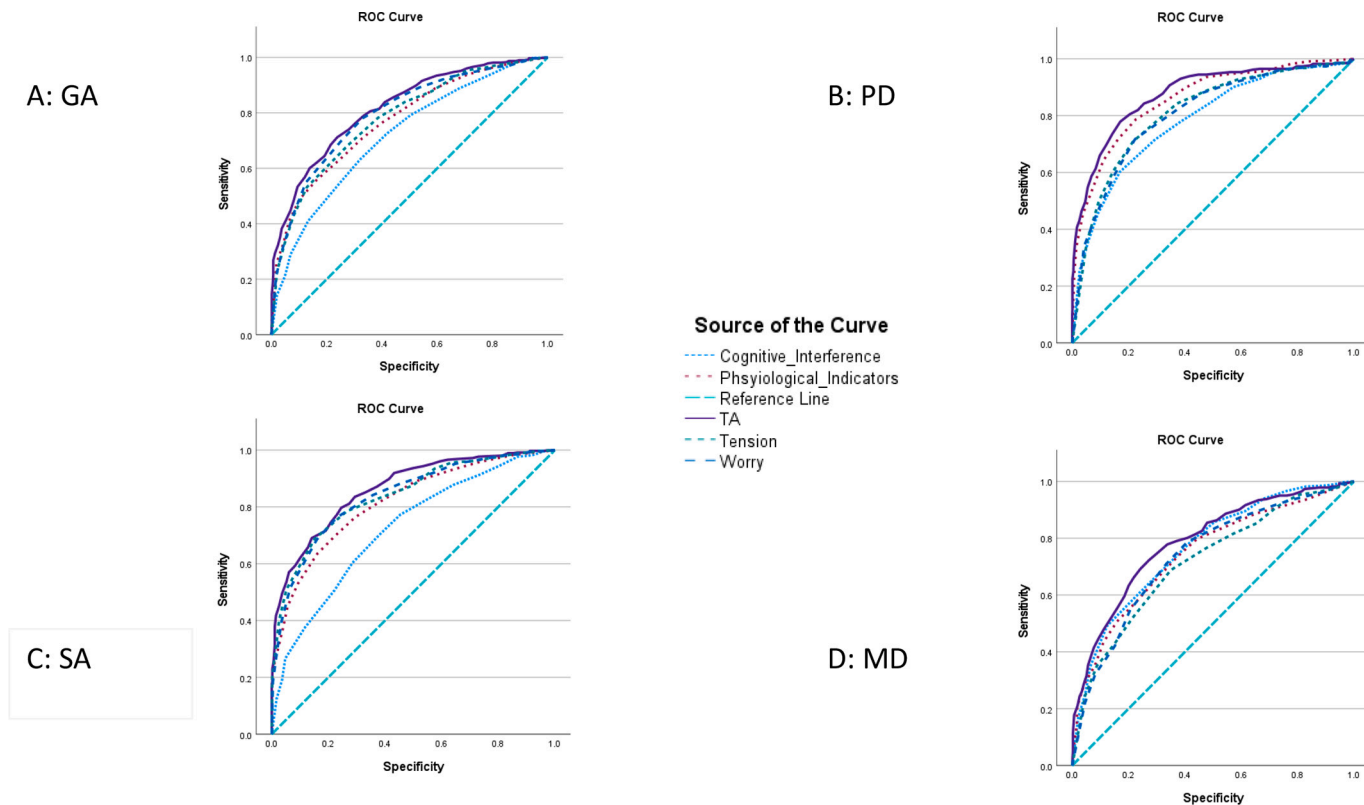 ROC Curve
A: GA
1.0
0.8
0.6
0.4
0.2
0.0
Sensitivity
0.0 0.2 0.4 0.6 0.8 1.0
Specificity
ROC Curve
B: PD
1.0
0.8
0.6
0.4
0.2
0.0
Sensitivity
0.0 0.2 0.4 0.6 0.8 1.0
Specificity
Source of the Curve
Cognitive_Interference
Phsyiological_Indicators
Reference Line
TA
Tension
Worry
ROC Curve
C: SA
1.0
0.8
0.6
0.4
0.2
0.0
Sensitivity
0.0 0.2 0.4 0.6 0.8 1.0
Specificity
ROC Curve
D: MD
1.0
0.8
0.6
0.4
0.2
0.0
Sensitivity
0.0 0.2 0.4 0.6 0.8 1.0
Specificity